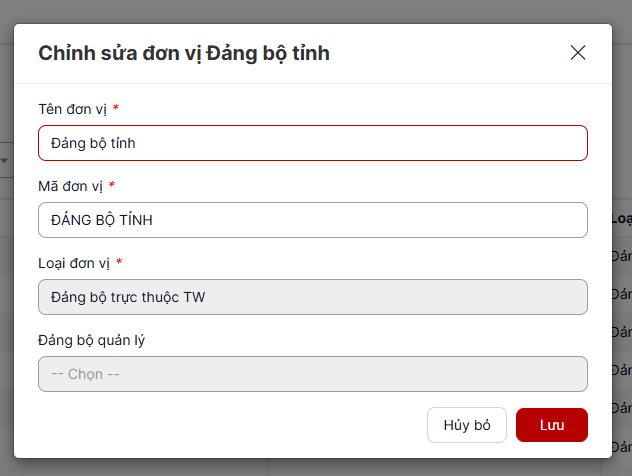 Chỉnh sửa đơn vị Đảng bộ tỉnh
Tên đơn vị *
Đảng bộ tỉnh
Mã đơn vị *
ĐẢNG BỘ TỈNH
Loại đơn vị *
Đảng bộ trực thuộc TW
Đảng bộ quản lý
-- Chọn --
Hủy bỏ
Lưu